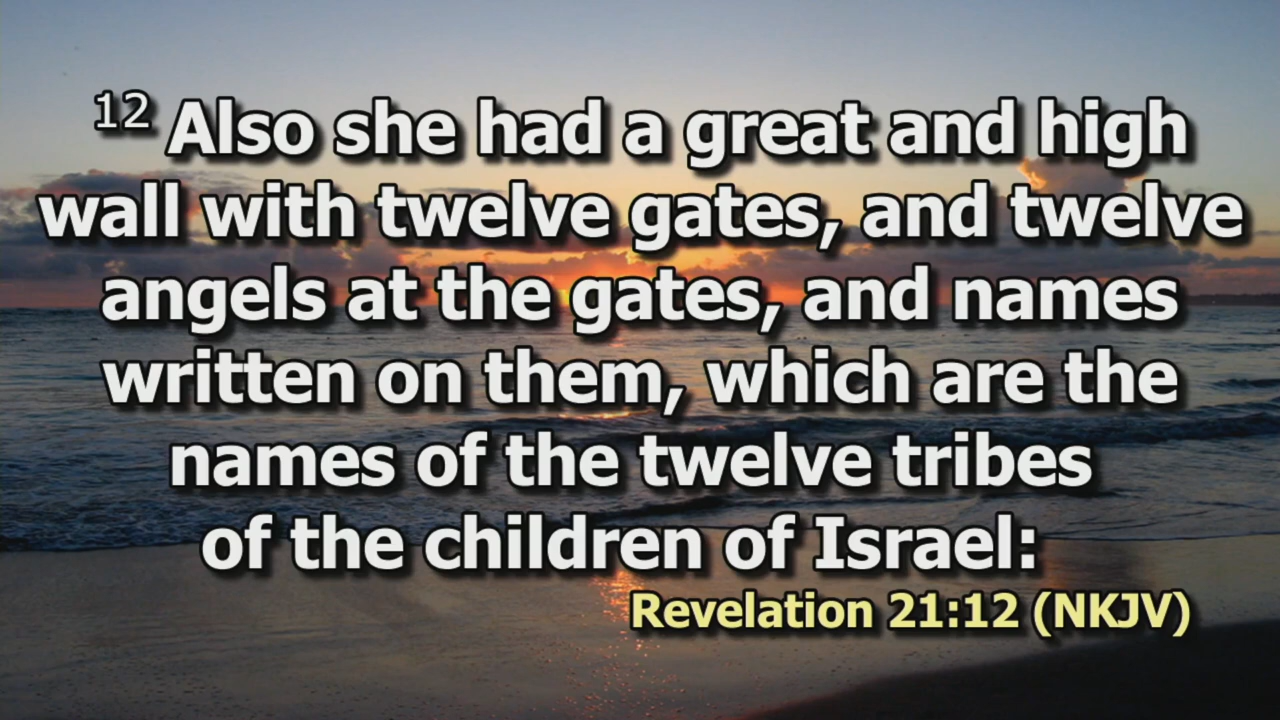 12 Also she had a great and high
wall with twelve gates, and twelve
angels at the gates, and names
written on them, which are the
names of the twelve tribes
of the children of Israel:
Revelation 21:12 (NKJV)